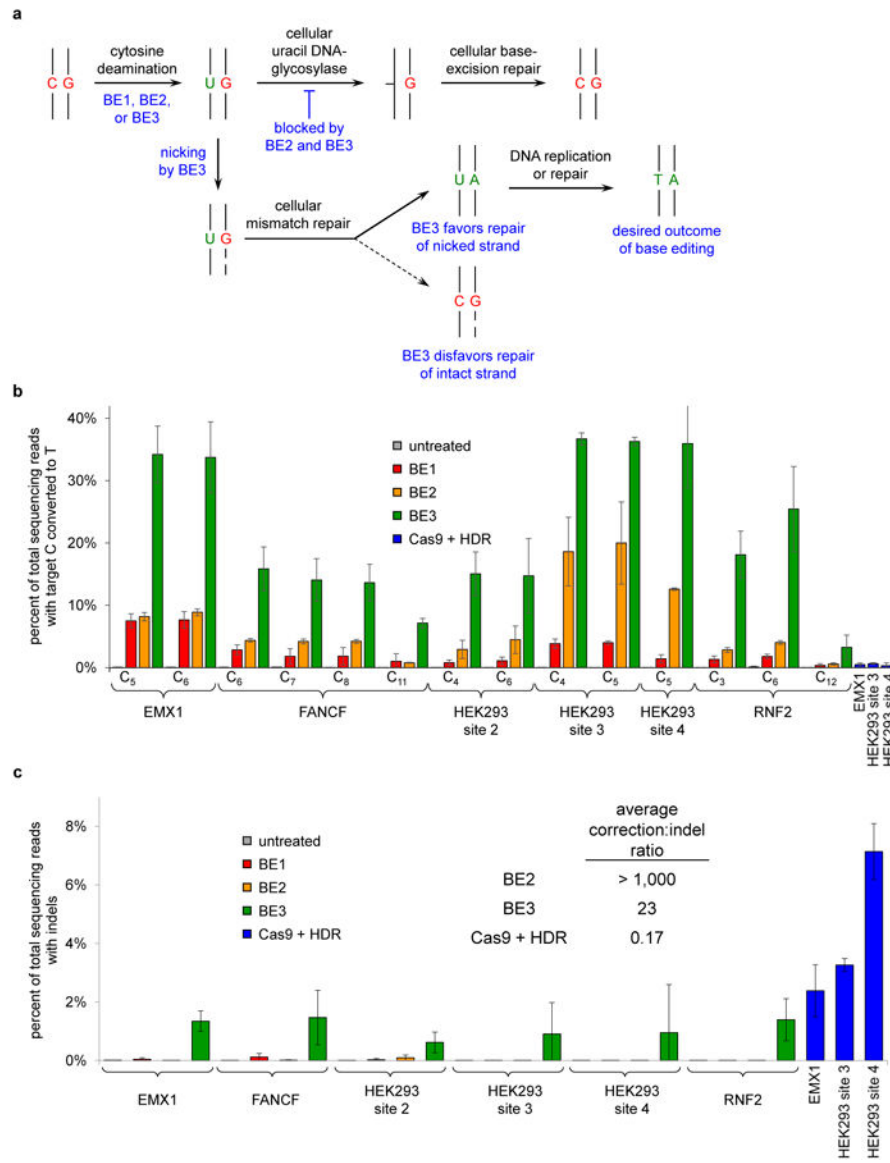 a
cytosine
deamination
BE1, BE2,
or BE3
cellular
uracil DNA-
glycosylase
blocked by
BE2 and BE3
cellular base-
excision repair
C G
U G
G
C G
nicking
by BE3
U G
cellular
mismatch repair
U A
BE3 favors repair
of nicked strand
DNA replication
or repair
T A
desired outcome
of base editing
C G
BE3 disfavors repair
of intact strand
b
percent of total sequencing reads
with target C converted to T
40%
30%
20%
10%
0%
untreated
BE1
BE2
BE3
Cas9 + HDR
C5 C6 C6 C7 C8 C11 C4 C6 C4 C5 C5 C3 C6 C12
EMX1
FANCF
HEK293
site 2
HEK293
site 3
HEK293
site 4
RNF2
EMX1
HEK293 site 3
HEK293 site 4
c
percent of total sequencing reads
with indels
8%
6%
4%
2%
0%
untreated
BE1
BE2
BE3
Cas9 + HDR
average
correction:indel
ratio
BE2 > 1,000
BE3 23
Cas9 + HDR 0.17
EMX1
FANCF
HEK293
site 2
HEK293
site 3
HEK293
site 4
RNF2
EMX1
HEK293 site 3
HEK293 site 4